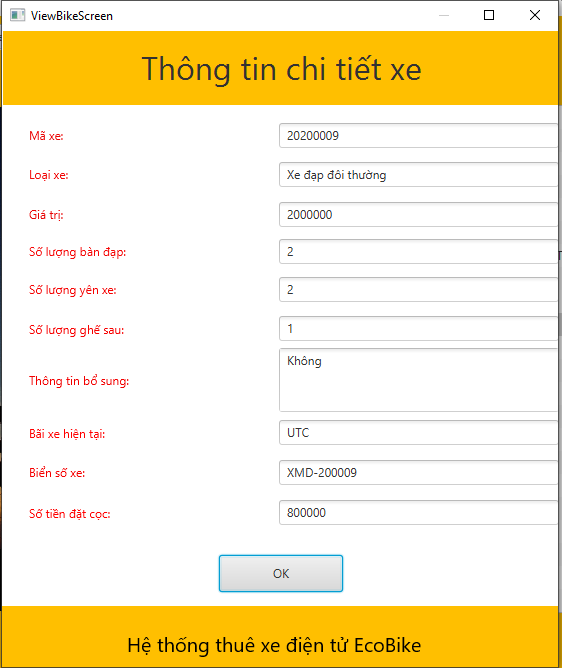 ViewBikeScreen
Thông tin chi tiết xe
Mã xe: 20200009
Loại xe: Xe đạp đôi thường
Giá trị: 2000000
Số lượng bàn đạp: 2
Số lượng yên xe: 2
Số lượng ghế sau: 1
Thông tin bổ sung: Không
Bãi xe hiện tại: UTC
Biển số xe: XMD-200009
Số tiền đặt cọc: 800000
OK
Hệ thống thuê xe điện tử EcoBike